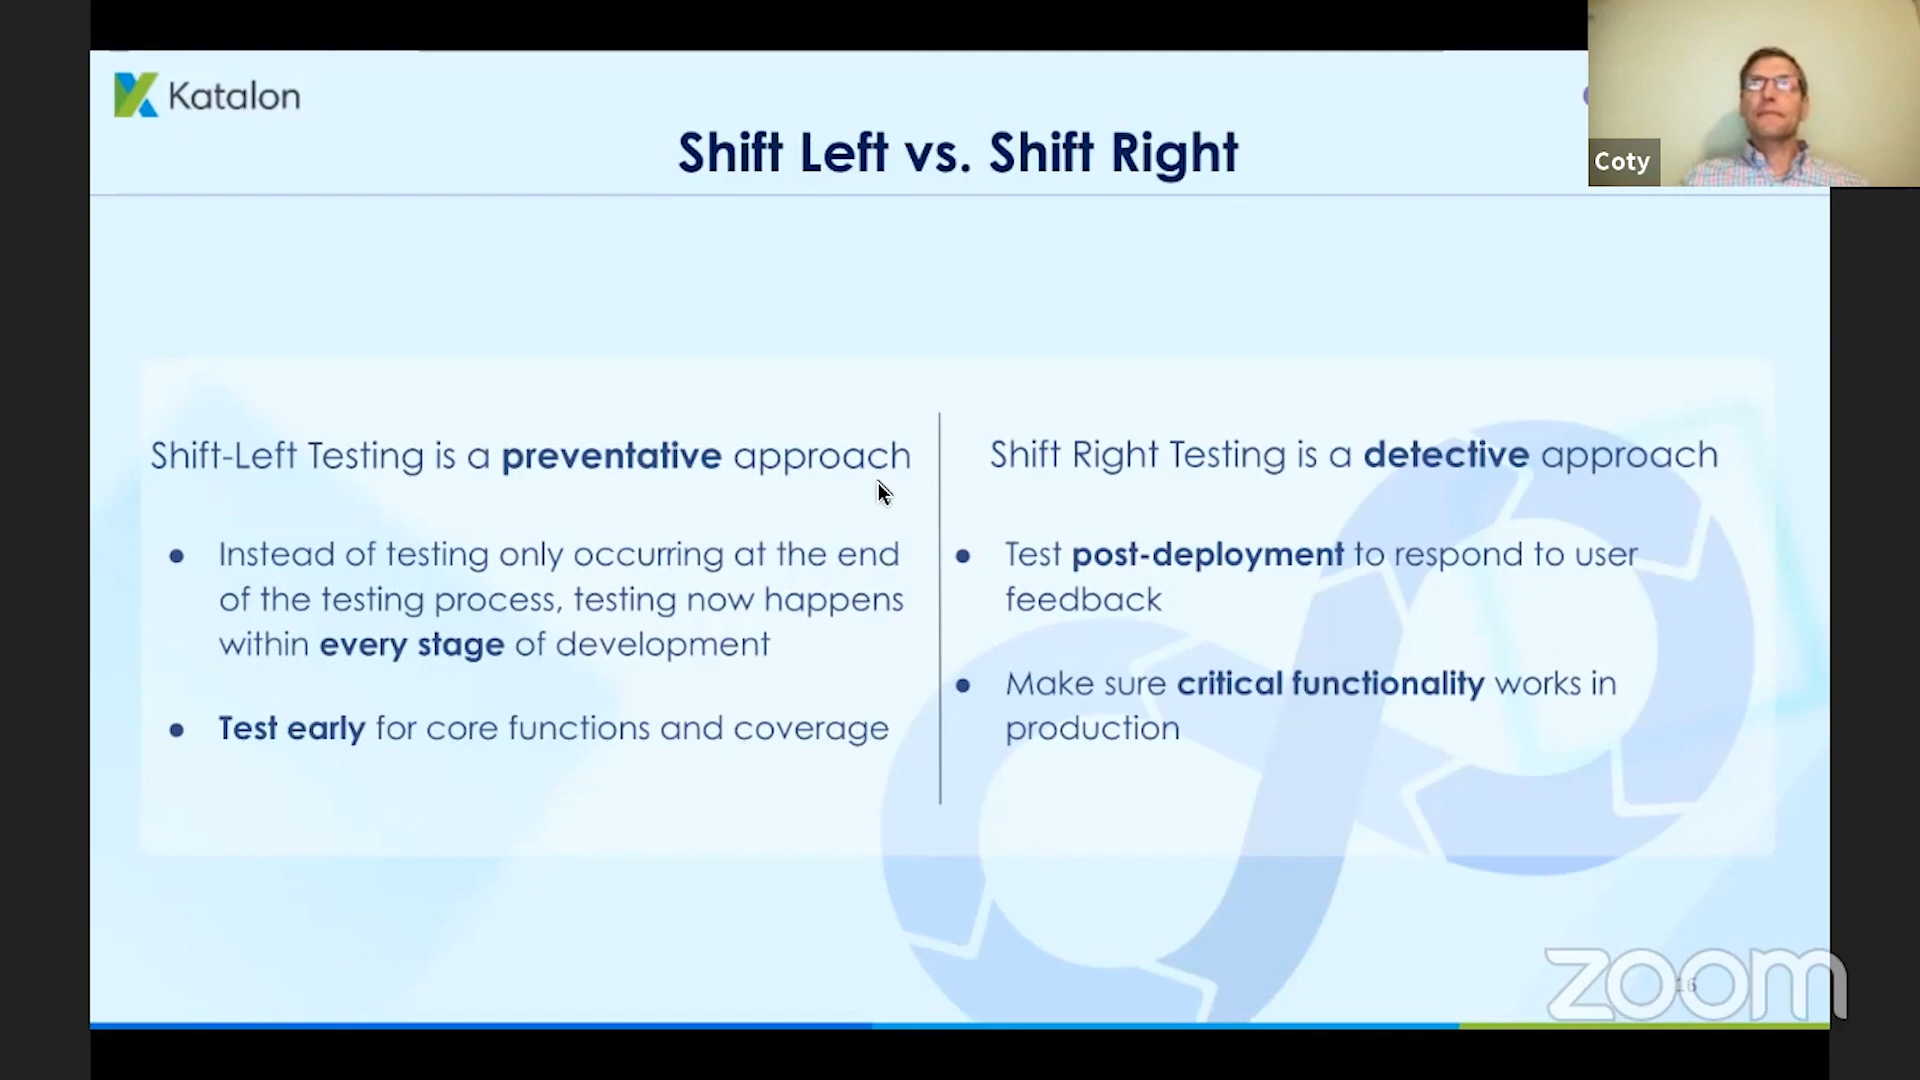 Katalon
Shift Left vs. Shift Right
Coty
Shift-Left Testing is a preventative approach
● Instead of testing only occurring at the end
of the testing process, testing now happens
within every stage of development
● Test early for core functions and coverage
Shift Right Testing is a detective approach
● Test post-deployment to respond to user
feedback
● Make sure critical functionality works in
production
16
zoom